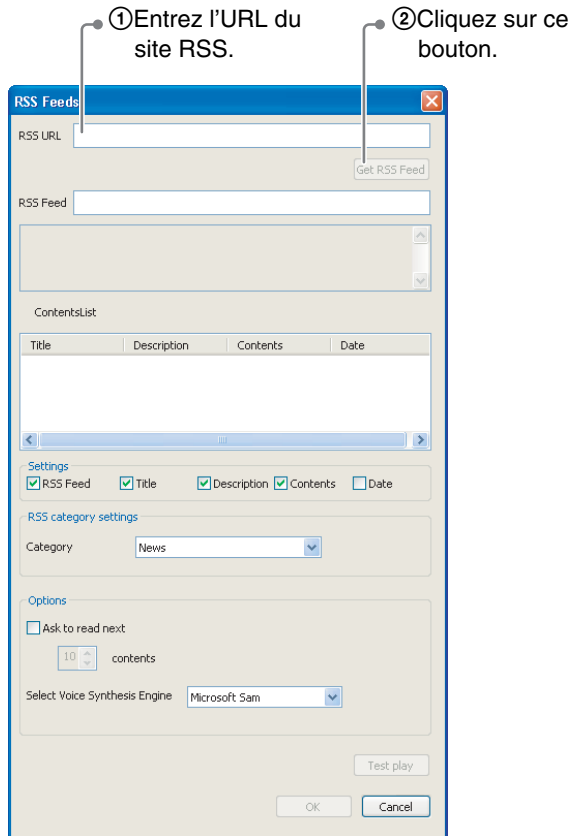 ①Entrez l'URL du
site RSS.
②Cliquez sur ce
bouton.
RSS Feeds
RSS URL
Get RSS Feed
RSS Feed
ContentsList
Title Description Contents Date
Settings
RSS Feed Title Description Contents Date
RSS category settings
Category News
Options
Ask to read next
10 contents
Select Voice Synthesis Engine Microsoft Sam
Test play
OK Cancel